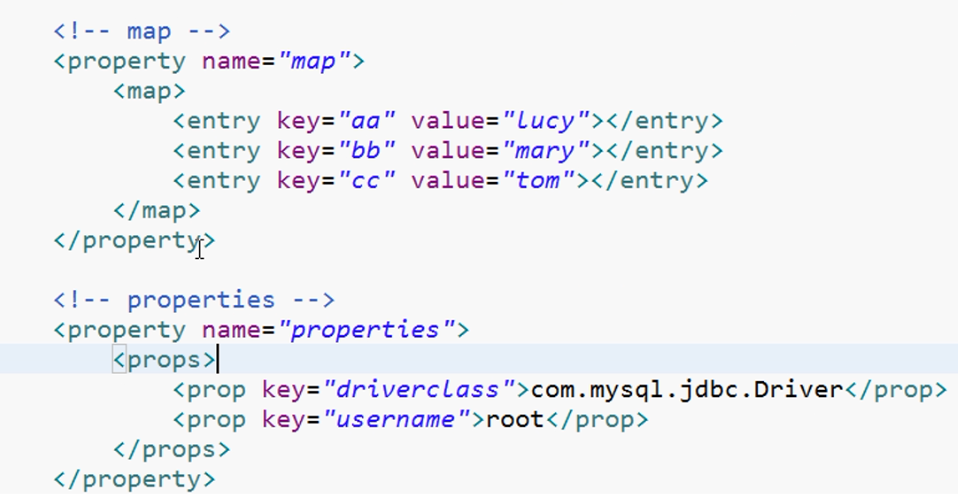 <!-- map -->
<property name="map">
<map>
<entry key="aa" value="lucy"></entry>
<entry key="bb" value="mary"></entry>
<entry key="cc" value="tom"></entry>
</map>
</property>
<!-- properties -->
<property name="properties">
<props>
<prop key="driverclass">com.mysql.jdbc.Driver</prop>
<prop key="username">root</prop>
</props>
</property>